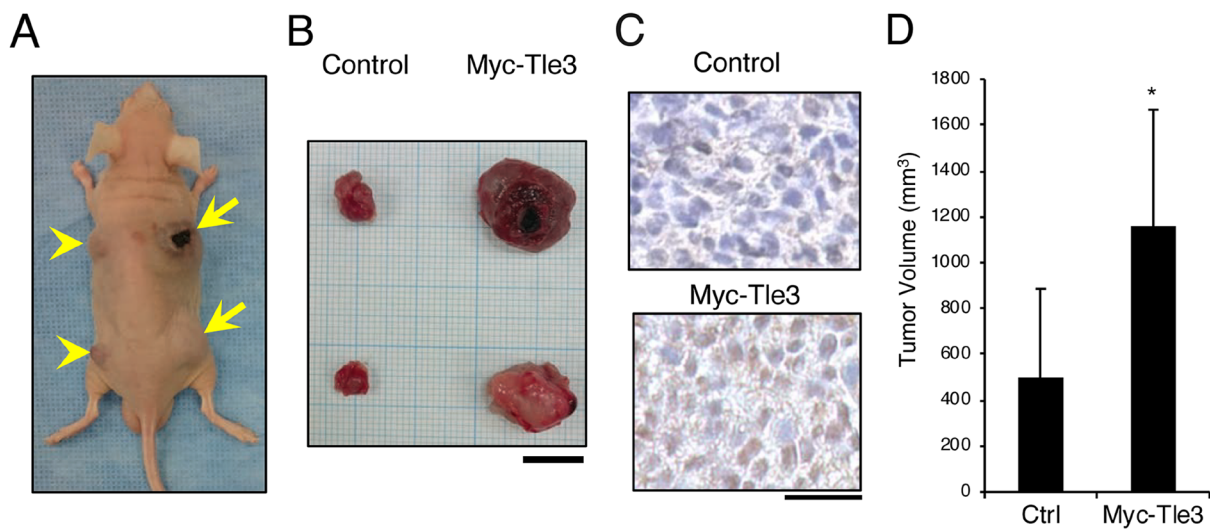 A
B
Control Myc-Tle3
C
Control
Myc-Tle3
D
Tumor Volume (mm³)
1800
1600
1400
1200
1000
800
600
400
200
0
*
Ctrl Myc-Tle3